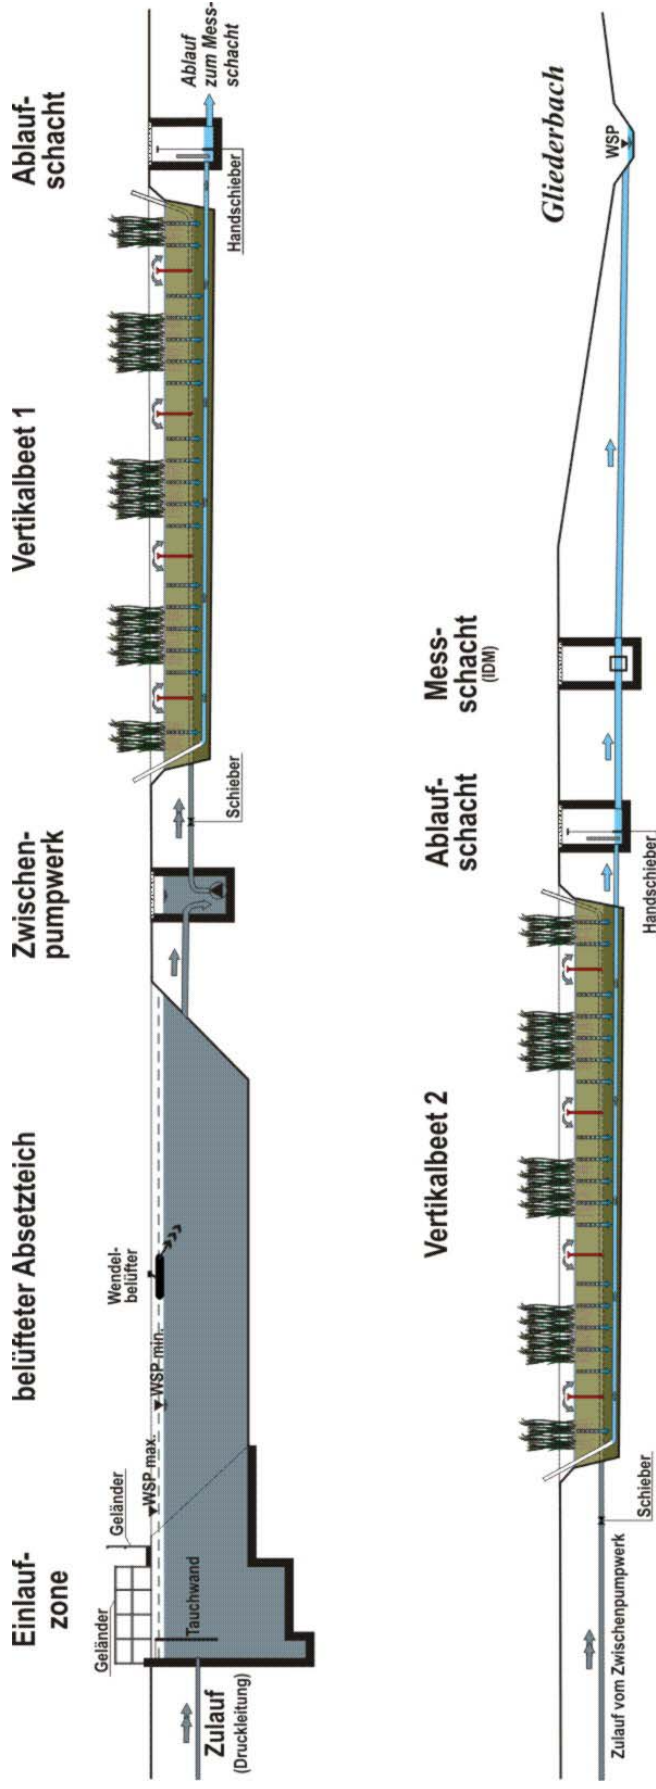 Einlauf-
zone
belüfteter Absetzteich
Zwischen-
pumpwerk
Vertikalbeet 1
Ablauf-
schacht
Geländer
Geländer
WSP max.
WSP min.
Wendel-
belüfter
Tauchwand
Zulauf
(Druckleitung)
Schieber
Handschieber
Ablauf
zum Mess-
schacht
Vertikalbeet 2
Ablauf-
schacht
Mess-
schacht
(IDM)
Gliederbach
WSP
Zulauf vom Zwischenpumpwerk
Schieber
Handschieber